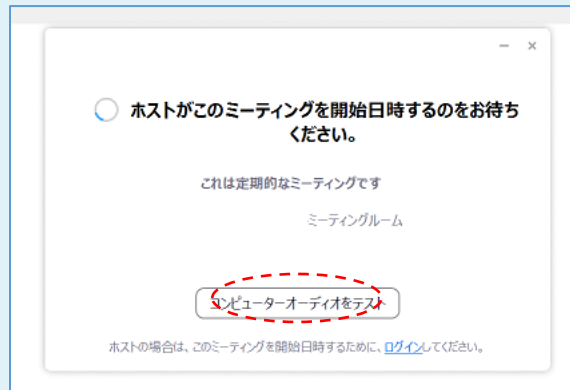 ホストがこのミーティングを開始日時するのをお待ち
ください。
これは定期的なミーティングです
ミーティングルーム
コンピューターオーディオをテスト
ホストの場合は、このミーティングを開始日時するために、ログインしてください。